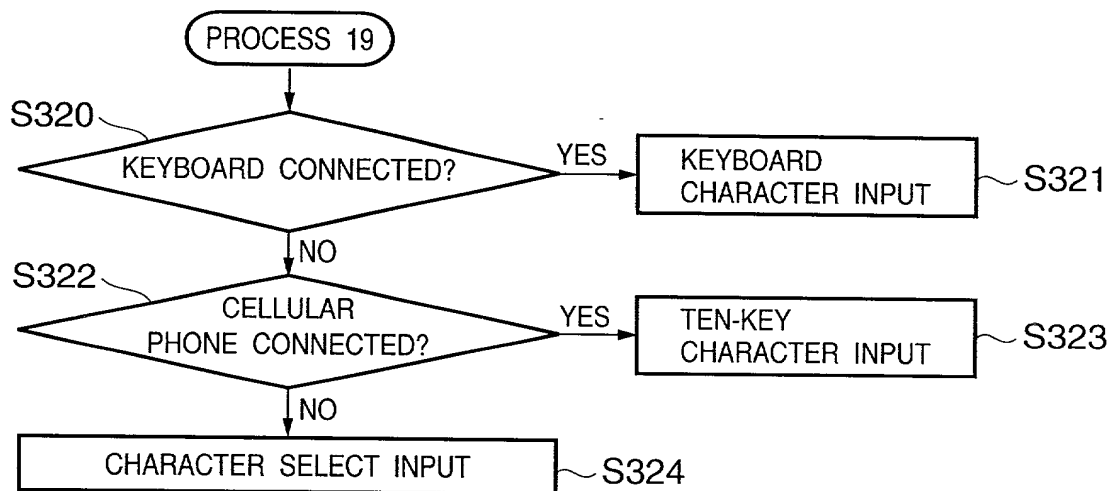 PROCESS 19
S320
KEYBOARD CONNECTED?
YES
KEYBOARD
CHARACTER INPUT
S321
NO
S322
CELLULAR
PHONE CONNECTED?
YES
TEN-KEY
CHARACTER INPUT
S323
NO
CHARACTER SELECT INPUT
S324